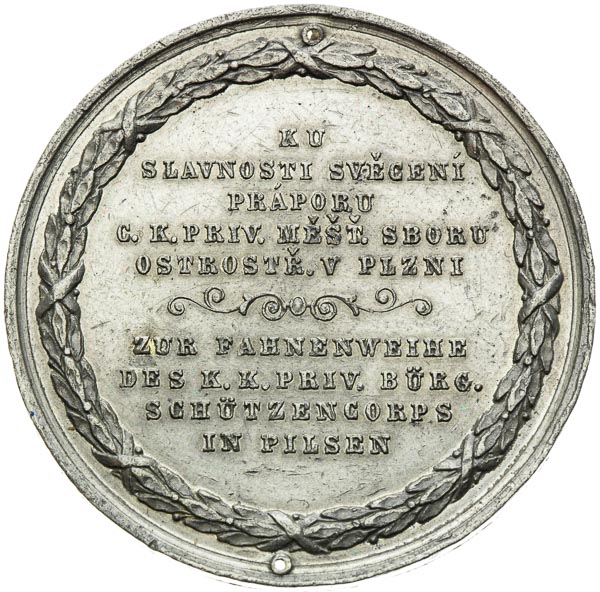 KU
SLAVNOSTI SVĚCENÍ
PRÁPORU
C. K. PRIV. MĚŠŤ. SBORU
OSTROSTŘ. V PLZNI
ZUR FAHNENWEIHE
DES K. K. PRIV. BÜRG.
SCHÜTZENCORPS
IN PILSEN